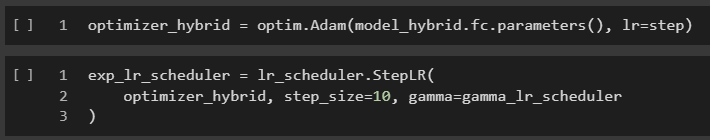 [ ] 1 optimizer_hybrid = optim.Adam(model_hybrid.fc.parameters(), lr=step)
[ ] 1 exp_lr_scheduler = lr_scheduler.StepLR(
2     optimizer_hybrid, step_size=10, gamma=gamma_lr_scheduler
3 )